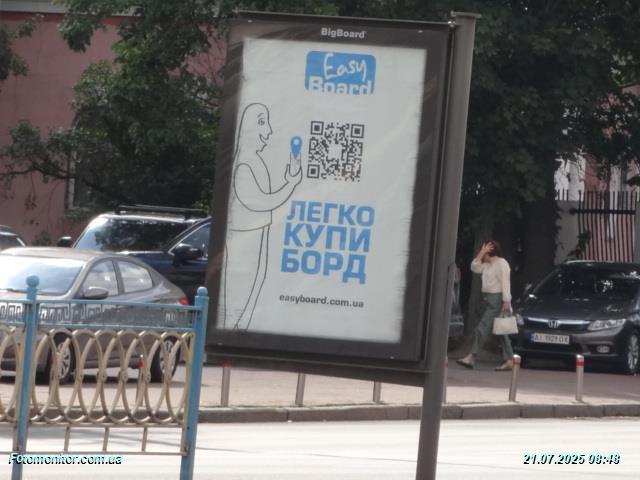 BigBoard
Easy
Board
ЛЕГКО
КУПИ
БОРД
easyboard.com.ua
Fotomonitor.com.ua
21.07.2025 08:48